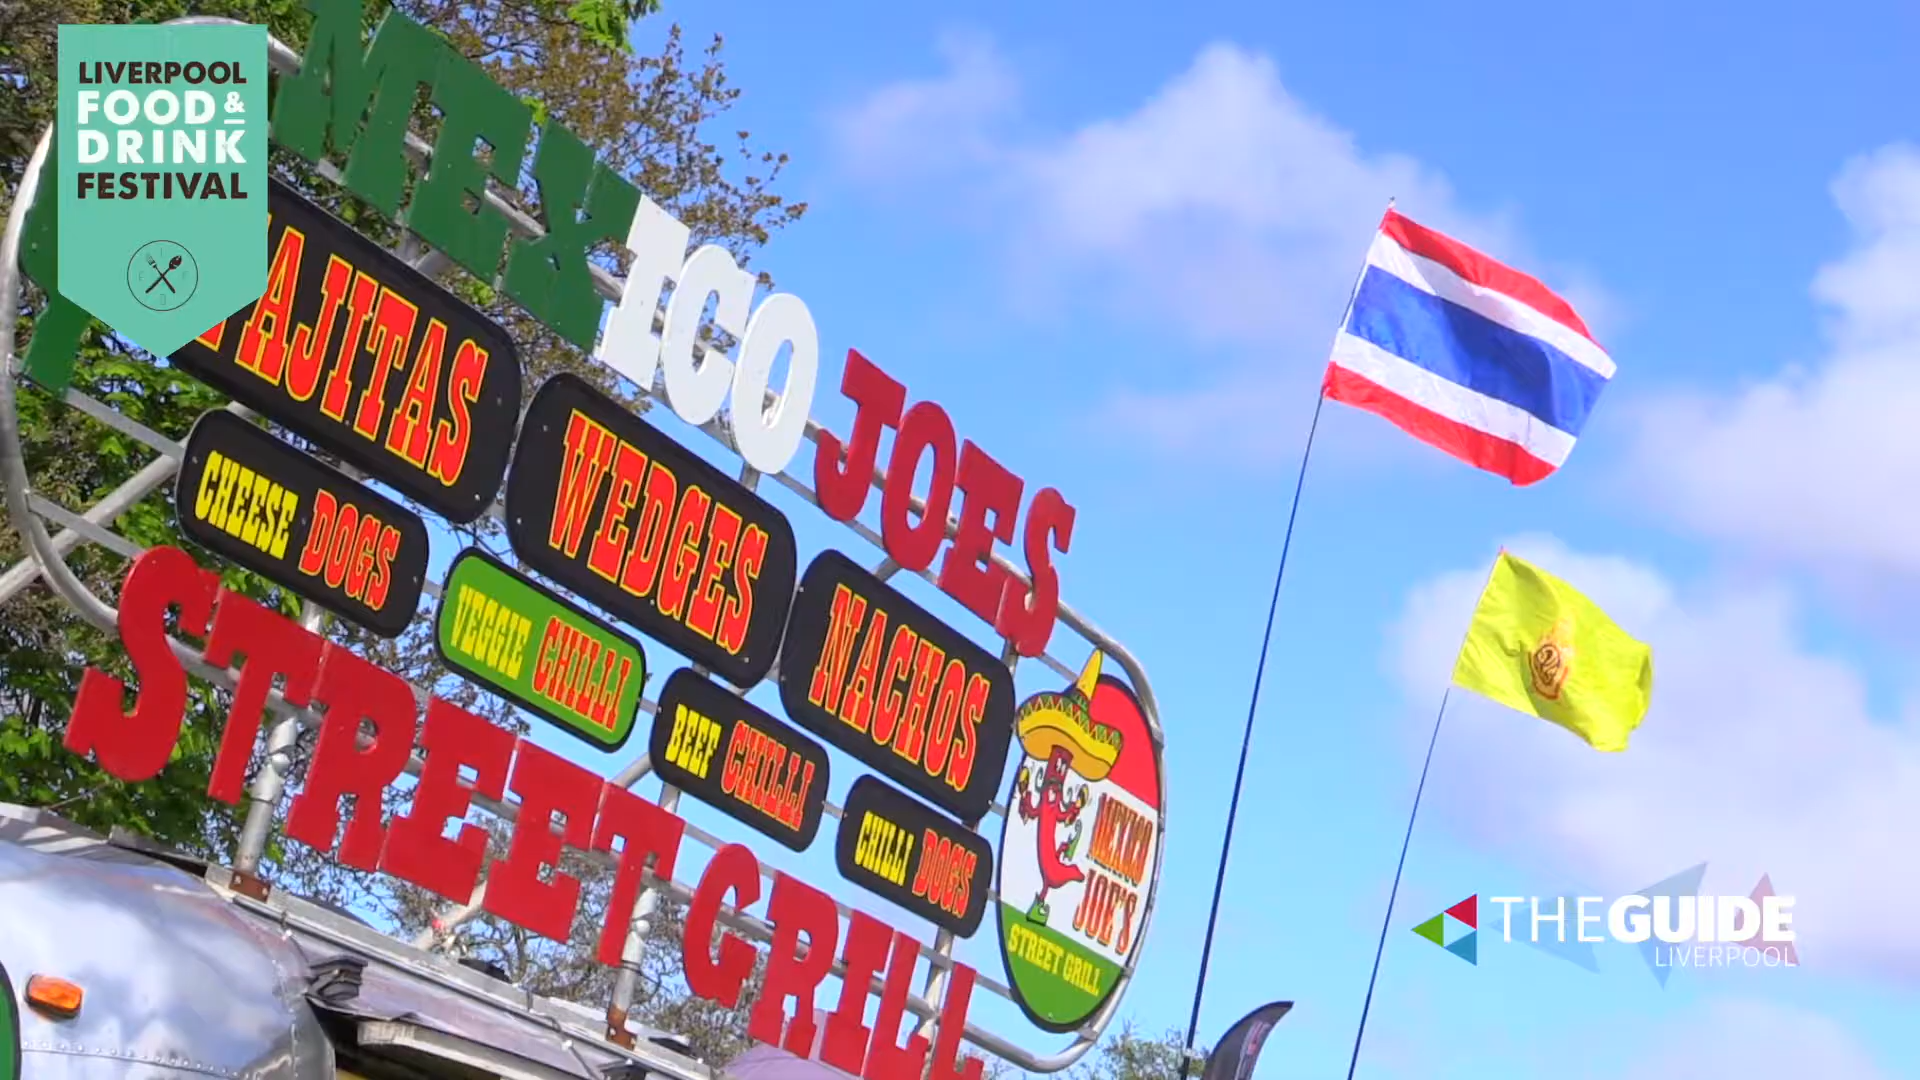 LIVERPOOL
FOOD &
DRINK
FESTIVAL
MEXICO JOES
FAJITAS
WEDGES
NACHOS
CHEESE DOGS
VEGGIE CHILLI
BEEF CHILLI
CHILLI DOGS
STREET GRILL
MEXICO
JOE'S
STREET GRILL
THEGUIDE
LIVERPOOL